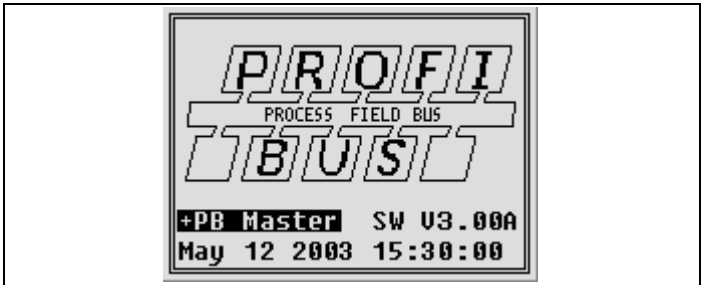 PROFI
PROCESS FIELD BUS
BUS
+PB Master SW V3.00A
May 12 2003 15:30:00